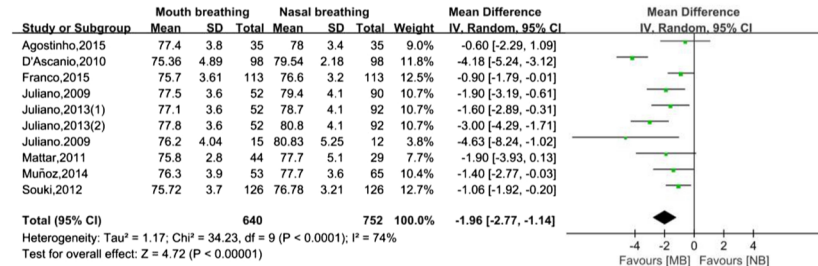 Mouth breathing Nasal breathing Mean Difference Mean Difference
Study or Subgroup Mean SD Total Mean SD Total Weight IV. Random, 95% CI IV. Random, 95% CI
Agostinho,2015 77.4 3.8 35 78 3.4 35 9.0% -0.60 [-2.29, 1.09]
D'Ascanio,2010 75.36 4.89 98 79.54 2.18 98 11.8% -4.18 [-5.24, -3.12]
Franco,2015 75.7 3.61 113 76.6 3.2 113 12.3% -0.90 [-1.79, -0.01]
Juliano,2009 77.5 3.6 52 79.4 4.1 90 10.8% -1.90 [-3.19, -0.61]
Juliano,2013(1) 77.1 3.6 52 78.7 4.1 92 10.9% -1.60 [-2.89, -0.31]
Juliano,2013(2) 77.8 3.6 52 80.8 4.1 92 10.7% -3.00 [-4.29, -1.71]
Juliano.2009 76.2 4.04 15 80.83 5.25 12 3.8% -4.63 [-8.24, -1.02]
Mattar,2011 75.8 2.8 44 77.7 5.1 29 7.7% -1.90 [-3.93, 0.13]
Muñoz,2014 76.3 3.9 53 77.7 3.6 65 10.5% -1.40 [-2.77, -0.03]
Souki,2012 75.72 3.7 126 76.78 3.21 126 12.4% -1.06 [-1.92, -0.20]
Total (95% CI) 640 752 100.0% -1.96 [-2.77, -1.14]
Heterogeneity: Tau² = 1.17; Chi² = 34.23, df = 9 (P < 0.0001); I² = 74%
Test for overall effect: Z = 4.72 (P < 0.00001)
-4 -2 0 2 4
Favours [MB] Favours [NB]